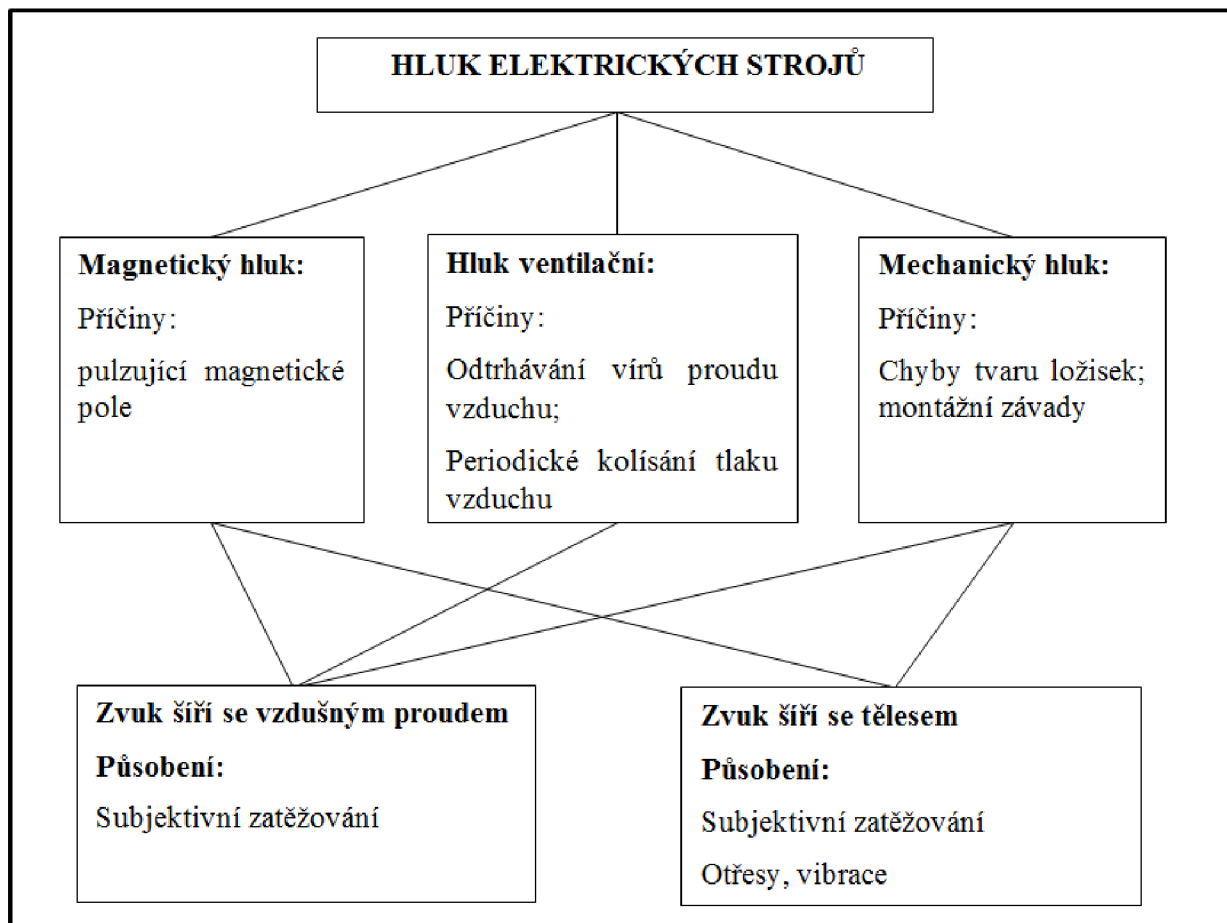 HLUK ELEKTRICKÝCH STROJŮ
Magnetický hluk:
Příčiny:
pulzující magnetické
pole
Hluk ventilační:
Příčiny:
Odtrhávání vírů proudu
vzduchu;
Periodické kolísání tlaku
vzduchu
Mechanický hluk:
Příčiny:
Chyby tvaru ložisek;
montážní závady
Zvuk šíří se vzdušným proudem
Působení:
Subjektivní zatěžování
Zvuk šíří se tělesem
Působení:
Subjektivní zatěžování
Otřesy, vibrace